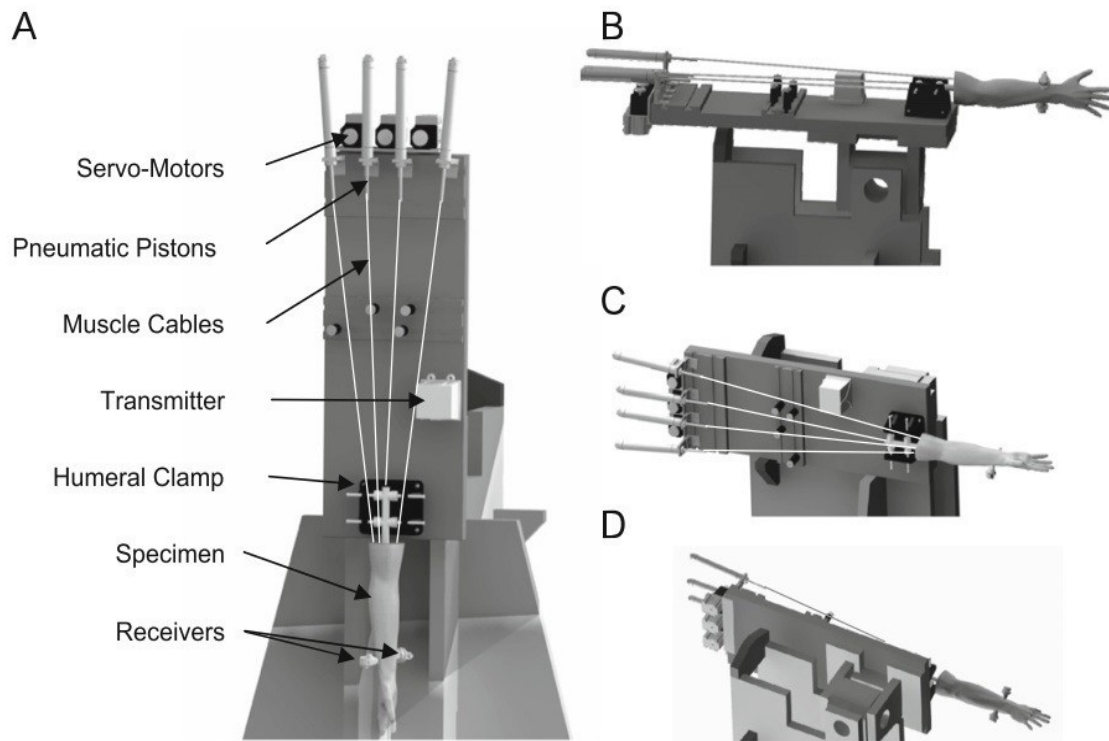 A
B
Servo-Motors
Pneumatic Pistons
Muscle Cables
C
Transmitter
Humeral Clamp
D
Specimen
Receivers